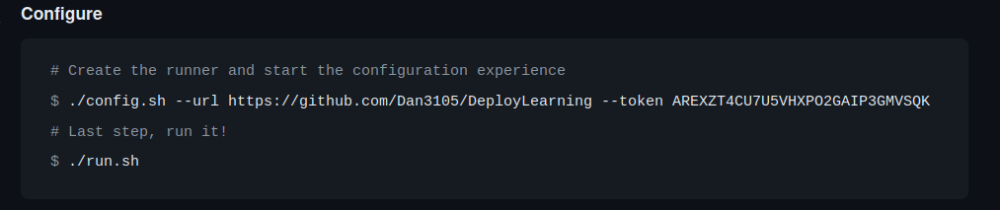 Configure
# Create the runner and start the configuration experience
$ ./config.sh --url https://github.com/Dan3105/DeployLearning --token AREXZT4CU7U5VHXPO2GAIP3GMVSQK
# Last step, run it!
$ ./run.sh